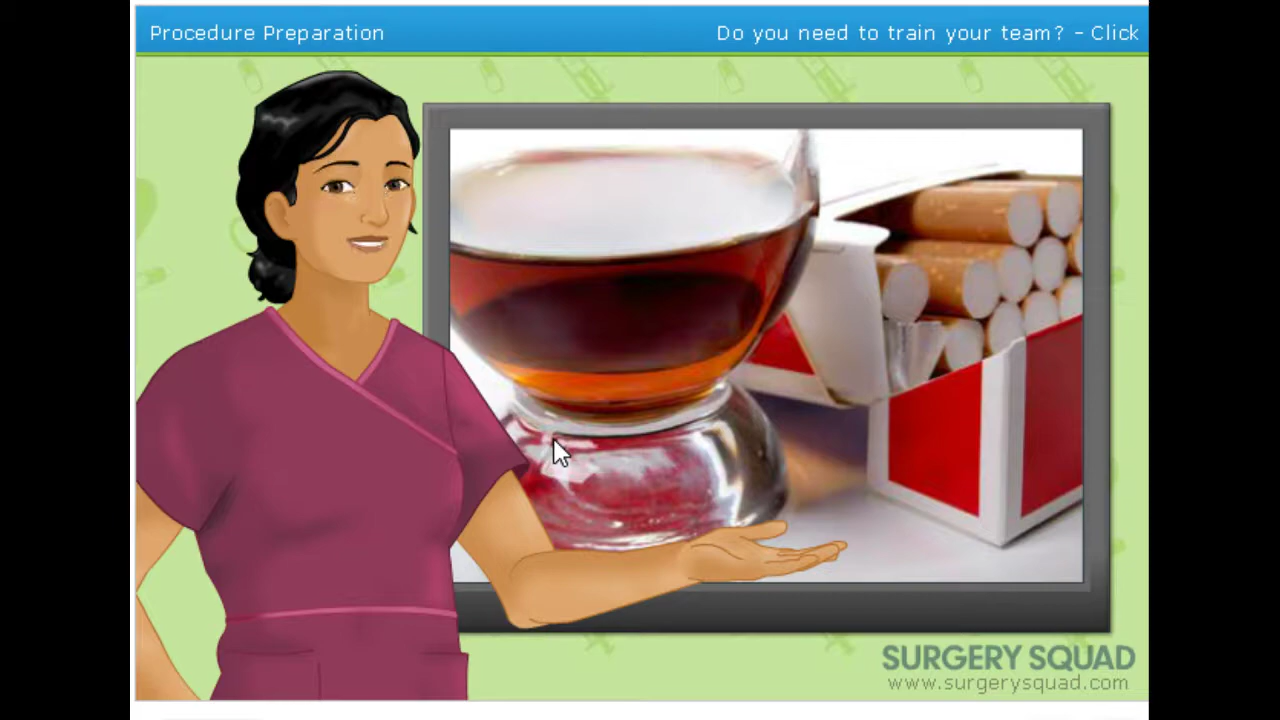 Procedure Preparation
Do you need to train your team? – Click
SURGERY SQUAD
www.surgerysquad.com